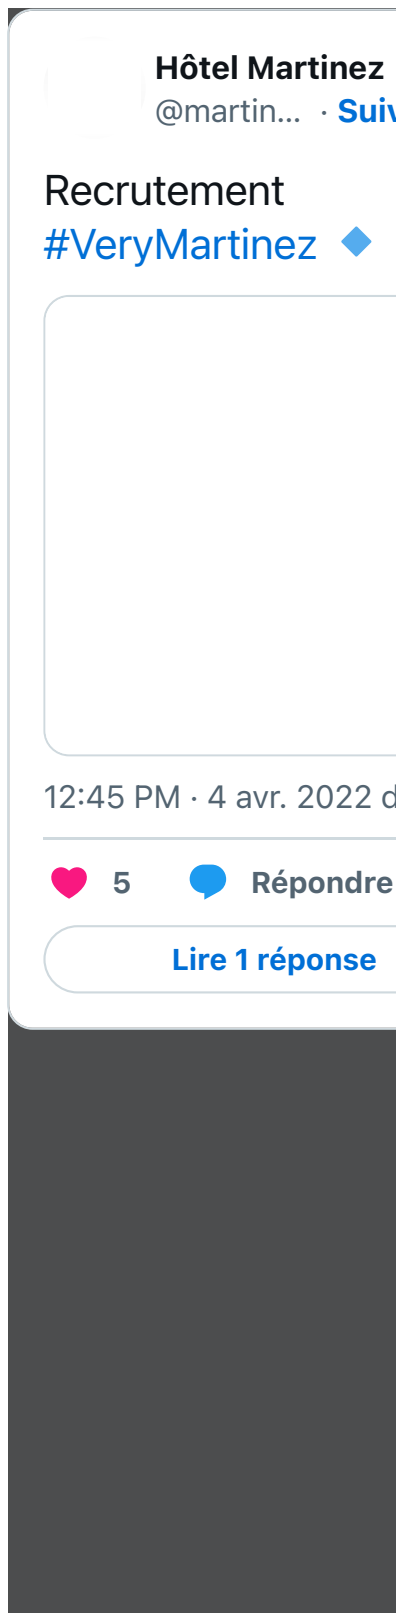 Hôtel Martinez
@martin... · Suiv
Recrutement
#VeryMartinez 🔹
12:45 PM · 4 avr. 2022 d
5 Répondre
Lire 1 réponse